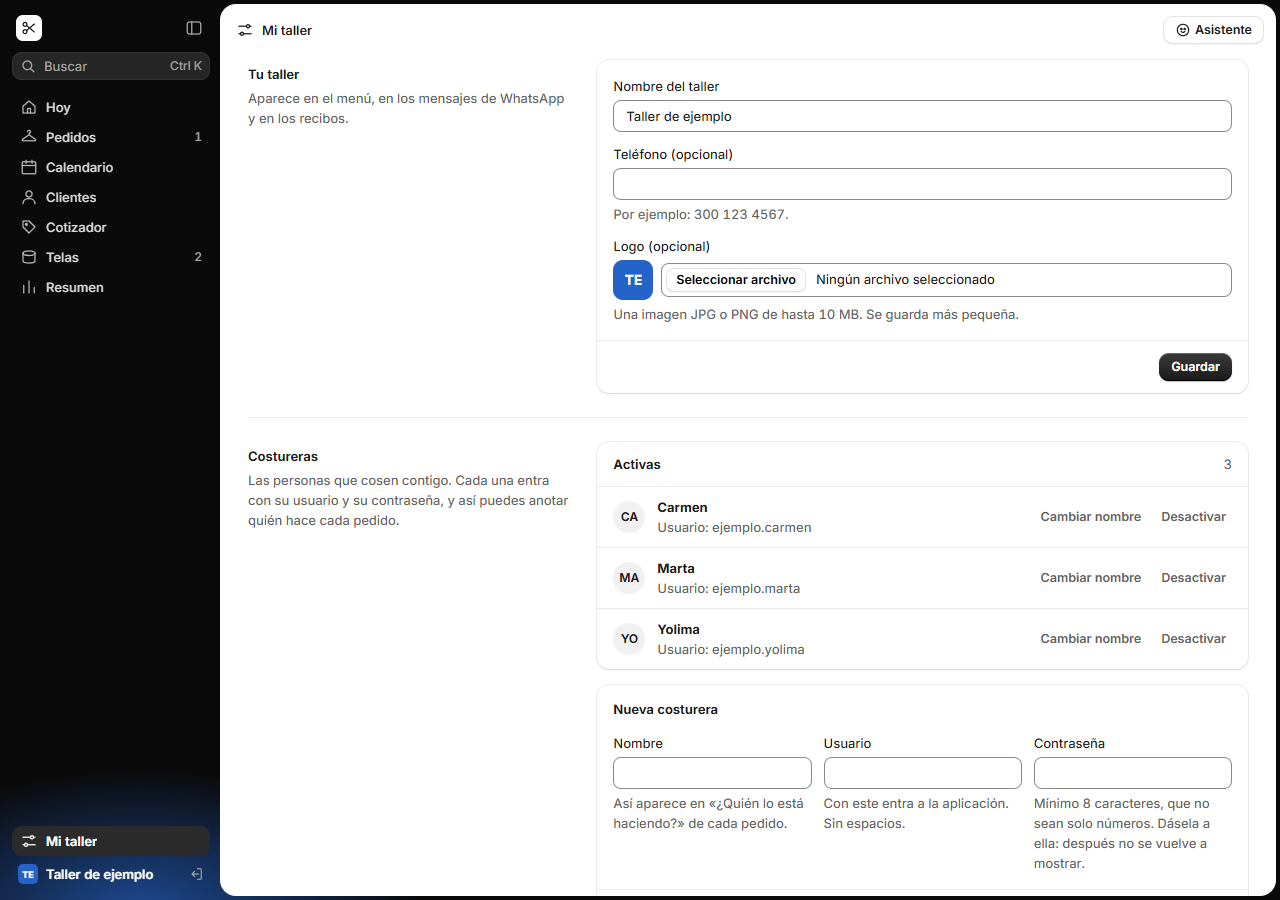 Buscar
Ctrl K
Hoy
Pedidos
1
Calendario
Clientes
Cotizador
Telas
2
Resumen
Mi taller
TE
Taller de ejemplo
Mi taller
Asistente
Tu taller
Aparece en el menú, en los mensajes de WhatsApp
y en los recibos.
Nombre del taller
Taller de ejemplo
Teléfono (opcional)
Por ejemplo: 300 123 4567.
Logo (opcional)
TE
Seleccionar archivo
Ningún archivo seleccionado
Una imagen JPG o PNG de hasta 10 MB. Se guarda más pequeña.
Guardar
Costureras
Las personas que cosen contigo. Cada una entra
con su usuario y su contraseña, y así puedes anotar
quién hace cada pedido.
Activas
3
CA
Carmen
Usuario: ejemplo.carmen
Cambiar nombre
Desactivar
MA
Marta
Usuario: ejemplo.marta
Cambiar nombre
Desactivar
YO
Yolima
Usuario: ejemplo.yolima
Cambiar nombre
Desactivar
Nueva costurera
Nombre
Así aparece en «¿Quién lo está
haciendo?» de cada pedido.
Usuario
Con este entra a la aplicación.
Sin espacios.
Contraseña
Mínimo 8 caracteres, que no
sean solo números. Dásela a
ella: después no se vuelve a
mostrar.